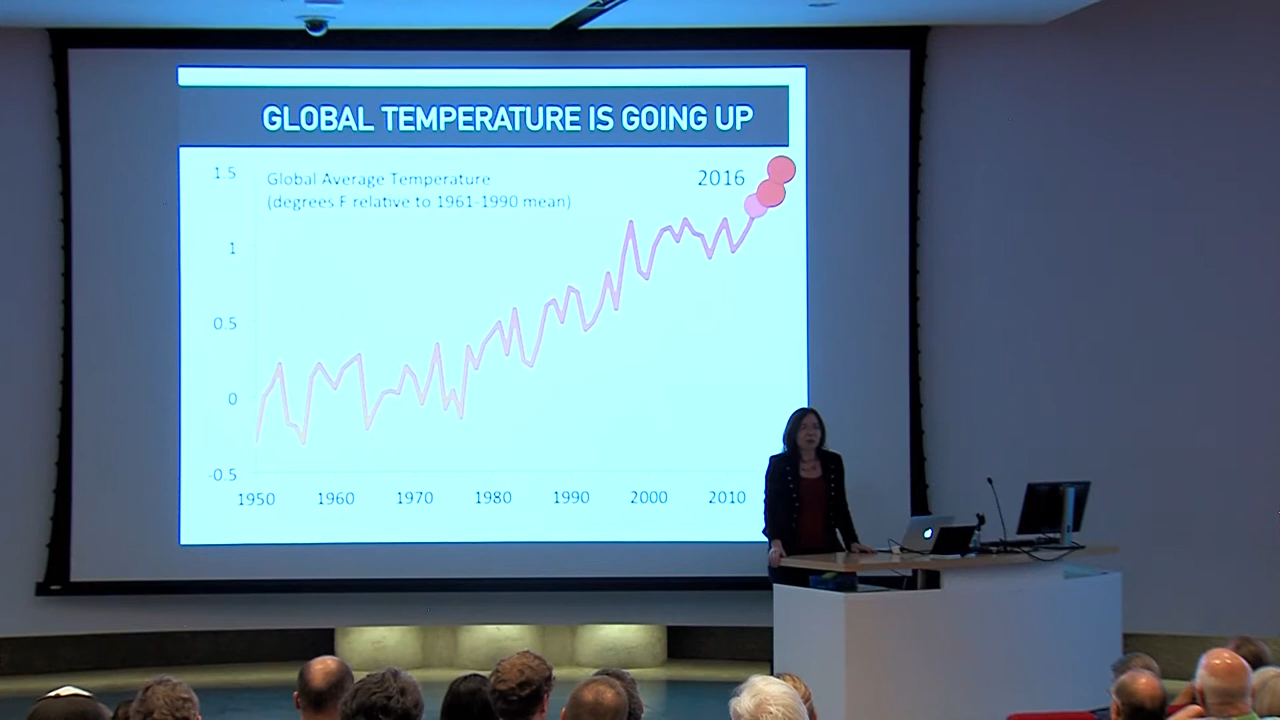 GLOBAL TEMPERATURE IS GOING UP
1.5
Global Average Temperature
(degrees F relative to 1961-1990 mean)
2016
1
0.5
0
-0.5
1950 1960 1970 1980 1990 2000 2010